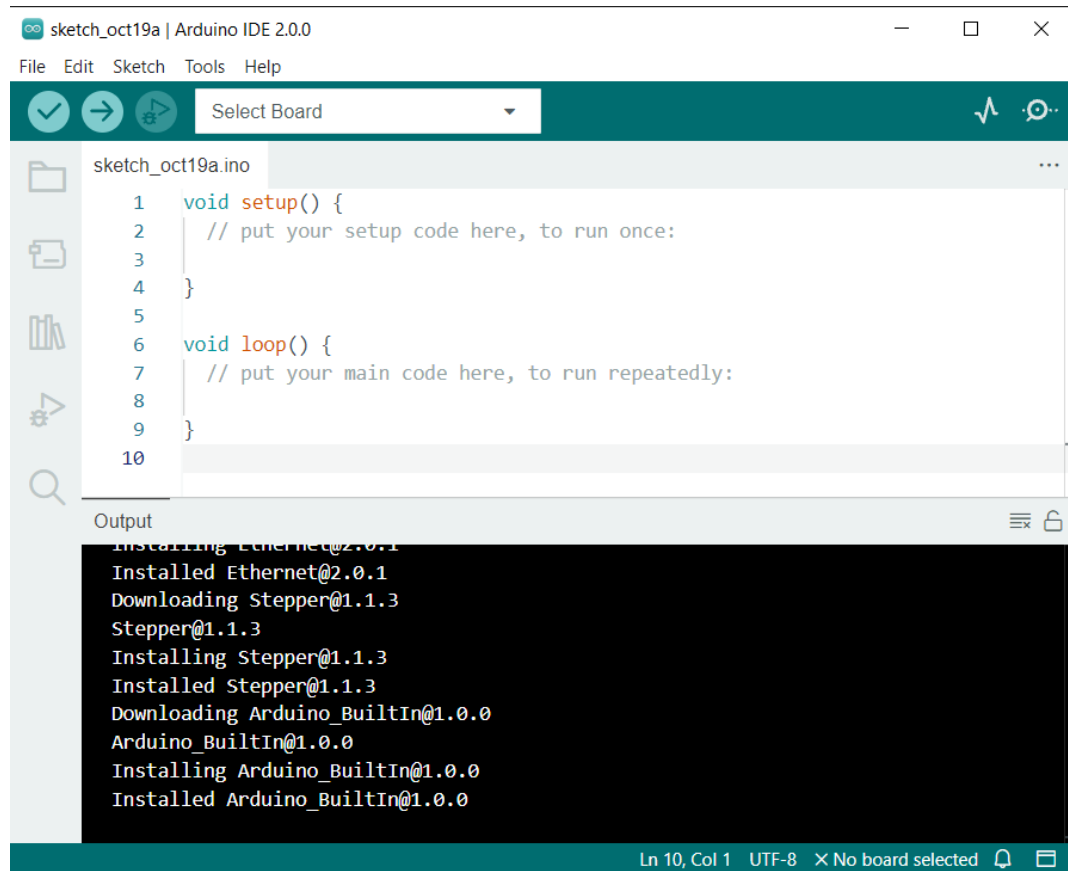 sketch_oct19a | Arduino IDE 2.0.0
File Edit Sketch Tools Help
Select Board
sketch_oct19a.ino
1 void setup() {
2 // put your setup code here, to run once:
3
4 }
5
6 void loop() {
7 // put your main code here, to run repeatedly:
8
9 }
10
Output
Installing Ethernet@2.0.1
Installed Ethernet@2.0.1
Downloading Stepper@1.1.3
Stepper@1.1.3
Installing Stepper@1.1.3
Installed Stepper@1.1.3
Downloading Arduino_BuiltIn@1.0.0
Arduino_BuiltIn@1.0.0
Installing Arduino_BuiltIn@1.0.0
Installed Arduino_BuiltIn@1.0.0
Ln 10, Col 1 UTF-8 No board selected